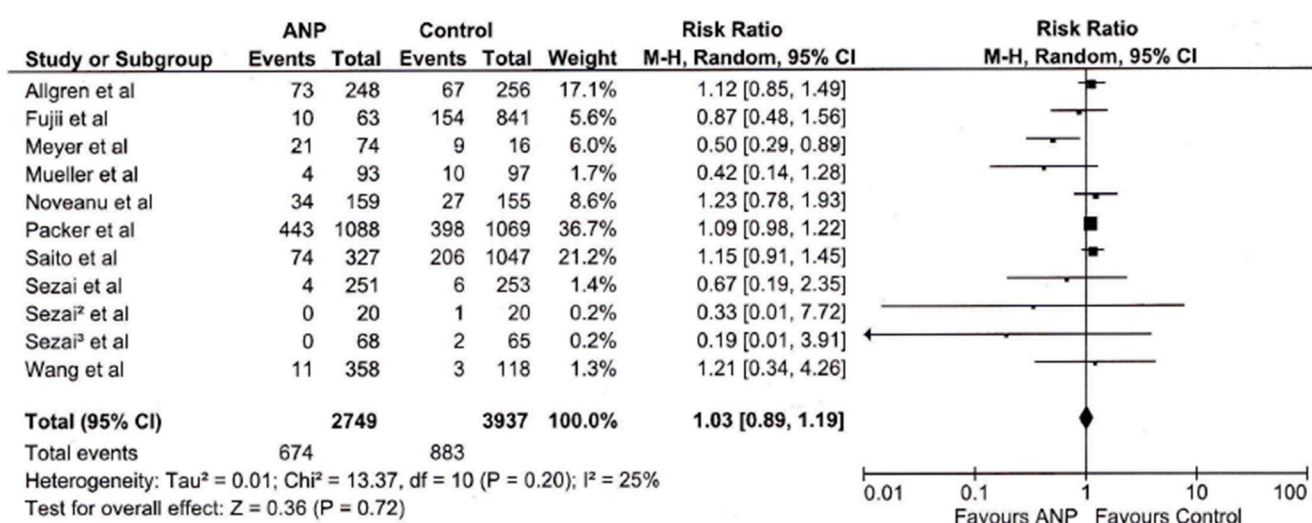 ANP Control Risk Ratio Risk Ratio
Study or Subgroup Events Total Events Total Weight M-H, Random, 95% CI M-H, Random, 95% CI
Allgren et al 73 248 67 256 17.1% 1.12 [0.85, 1.49]
Fujii et al 10 63 154 841 5.6% 0.87 [0.48, 1.56]
Meyer et al 21 74 9 16 6.0% 0.50 [0.29, 0.89]
Mueller et al 4 93 10 97 1.7% 0.42 [0.14, 1.28]
Noveanu et al 34 159 27 155 8.6% 1.23 [0.78, 1.93]
Packer et al 443 1088 398 1069 36.7% 1.09 [0.98, 1.22]
Saito et al 74 327 206 1047 21.2% 1.15 [0.91, 1.45]
Sezai et al 4 251 6 253 1.4% 0.67 [0.19, 2.35]
Sezai² et al 0 20 1 20 0.2% 0.33 [0.01, 7.72]
Sezai³ et al 0 68 2 65 0.2% 0.19 [0.01, 3.91]
Wang et al 11 358 3 118 1.3% 1.21 [0.34, 4.26]
Total (95% CI) 2749 3937 100.0% 1.03 [0.89, 1.19]
Total events 674 883
Heterogeneity: Tau² = 0.01; Chi² = 13.37, df = 10 (P = 0.20); I² = 25%
Test for overall effect: Z = 0.36 (P = 0.72)
0.01 0.1 1 10 100
Favours ANP Favours Control